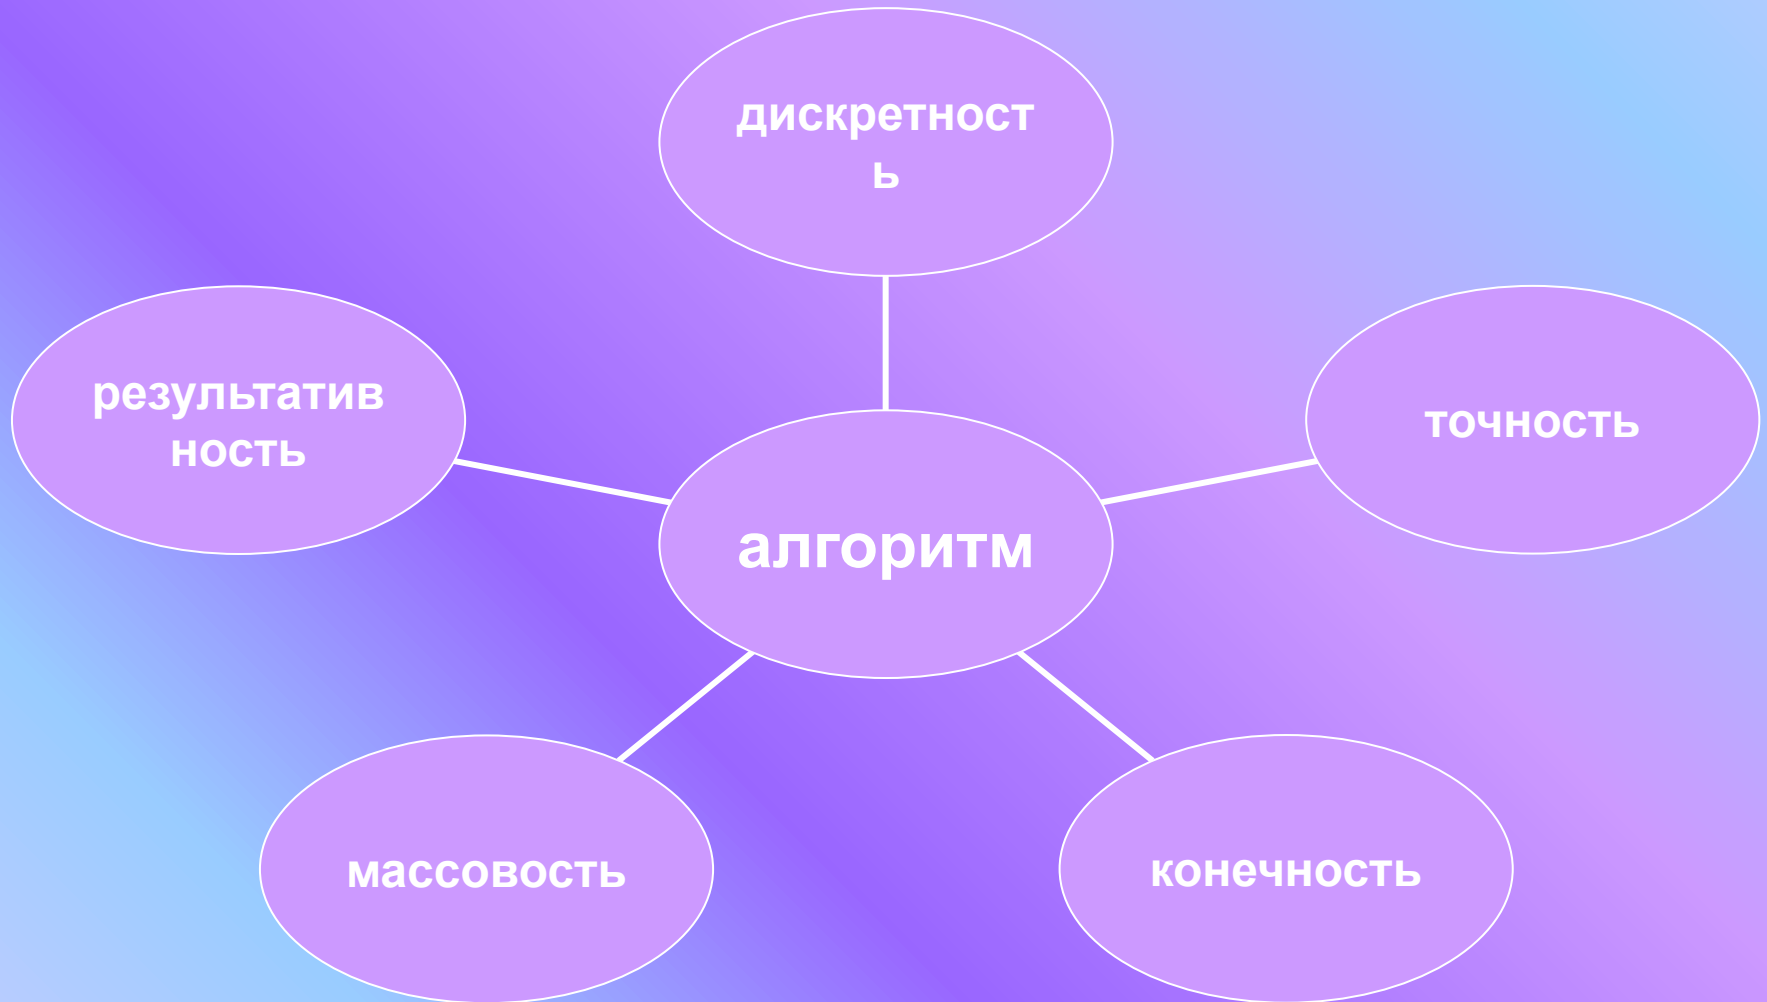 дискретност
ь
результатив
ность
точность
алгоритм
массовость
конечность